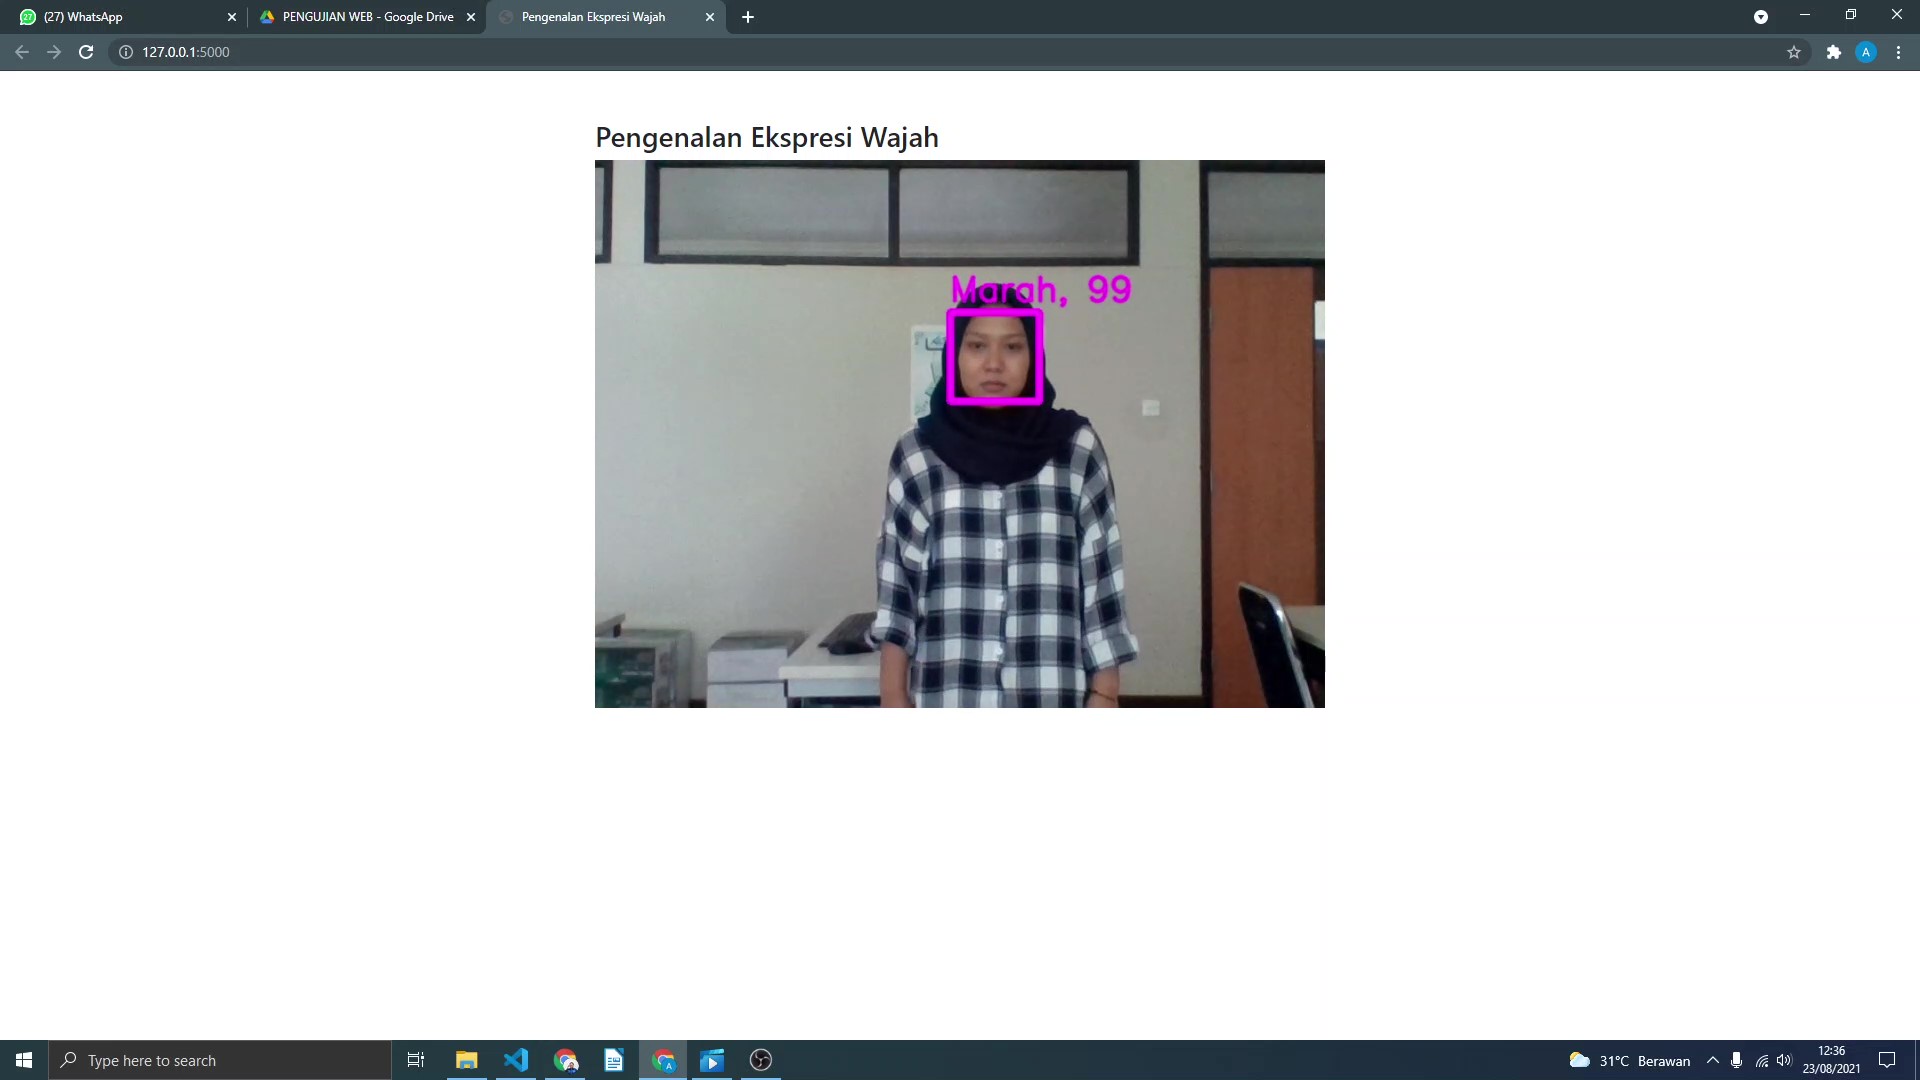 (27) WhatsApp
PENGUJIAN WEB - Google Drive
Pengenalan Ekspresi Wajah
127.0.0.1:5000
A
Pengenalan Ekspresi Wajah
Marah, 99
Type here to search
31°C Berawan
12:36
23/08/2021